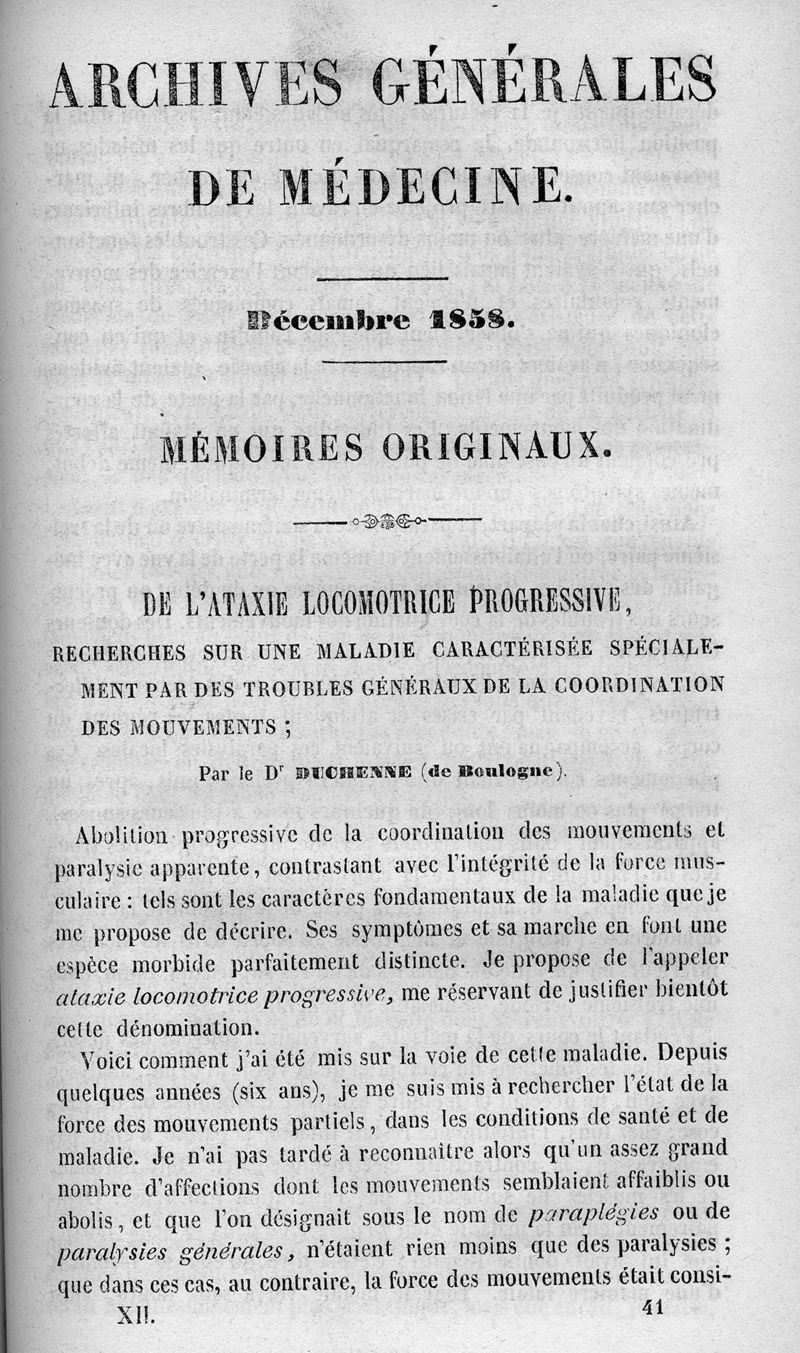 ARCHIVES GÉNÉRALES
DE MÉDECINE.
Décembre 1858.
MÉMOIRES ORIGINAUX.
DE L'ATAXIE LOCOMOTRICE PROGRESSIVE,
RECHERCHES SUR UNE MALADIE CARACTÉRISÉE SPÉCIALE-
MENT PAR DES TROUBLES GÉNÉRAUX DE LA COORDINATION
DES MOUVEMENTS ;
Par le Dr DUCHENNE (de Boulogne).
Abolition progressive de la coordination des mouvements et
paralysie apparente, contrastant avec l'intégrité de la force mus-
culaire : tels sont les caractères fondamentaux de la maladie que je
me propose de décrire. Ses symptômes et sa marche en font une
espèce morbide parfaitement distincte. Je propose de l'appeler
ataxie locomotrice progressive, me réservant de justifier bientôt
cette dénomination.
Voici comment j'ai été mis sur la voie de cette maladie. Depuis
quelques années (six ans), je me suis mis à rechercher l'état de la
force des mouvements partiels, dans les conditions de santé et de
maladie. Je n'ai pas tardé à reconnaître alors qu'un assez grand
nombre d'affections dont les mouvements semblaient affaiblis ou
abolis, et que l'on désignait sous le nom de paraplégies ou de
paralysies générales, n'étaient rien moins que des paralysies ;
que dans ces cas, au contraire, la force des mouvements était consi-
XII. 41